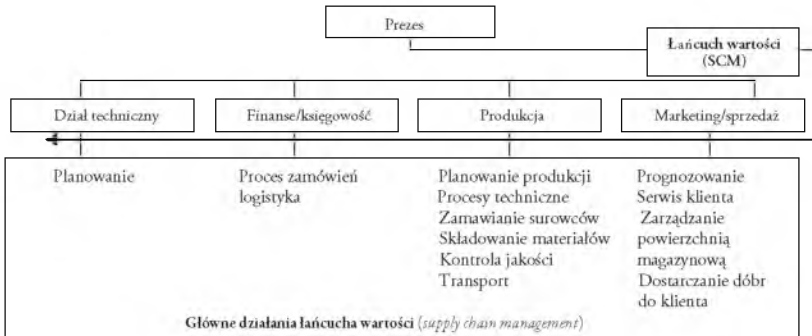 Prezes
Łańcuch wartości
(SCM)
Dział techniczny
Finanse/księgowość
Produkcja
Marketing/sprzedaż
Planowanie
Proces zamówień
logistyka
Planowanie produkcji
Procesy techniczne
Zamawianie surowców
Składowanie materiałów
Kontrola jakości
Transport
Prognozowanie
Serwis klienta
Zarządzanie
powierzchnią
magazynową
Dostarczanie dóbr
do klienta
Główne działania łańcucha wartości (supply chain management)